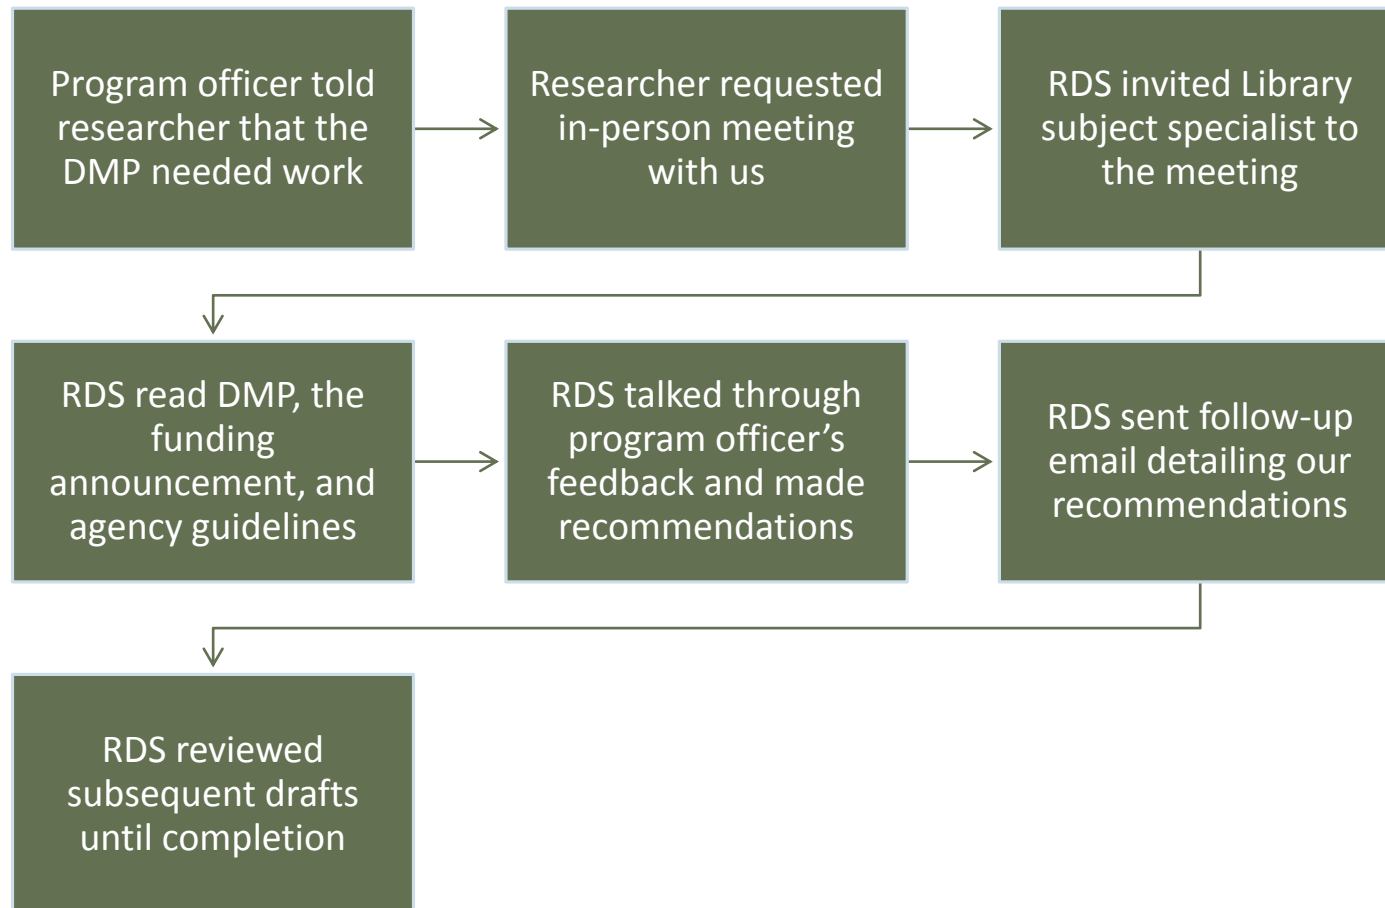 Program officer told
researcher that the
DMP needed work
Researcher requested
in-person meeting
with us
RDS invited Library
subject specialist to
the meeting
RDS read DMP, the
funding
announcement, and
agency guidelines
RDS talked through
program officer’s
feedback and made
recommendations
RDS sent follow-up
email detailing our
recommendations
RDS reviewed
subsequent drafts
until completion